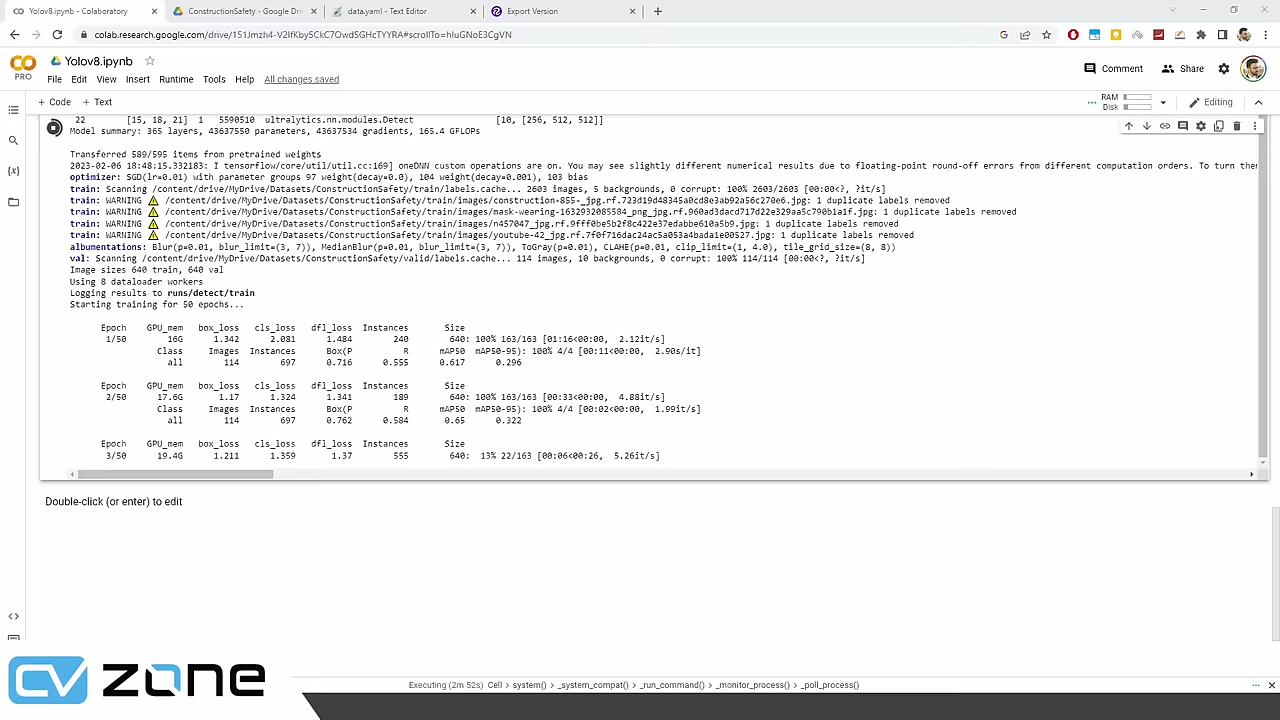 Yolov8.ipynb - Colaboratory
ConstructionSafety - Google Dri
data.yaml - Text Editor
Export Version
colab.research.google.com/drive/151Jmzh4-V2IfKby5CkC7OwdSGHcTYYRA#scrollTo=hluGNoE3CgVN
PRO
Yolov8.ipynb
File Edit View Insert Runtime Tools Help All changes saved
Comment
Share
+ Code + Text
RAM
Disk
Editing
22 [15, 18, 21] 1 5590510 ultralytics.nn.modules.Detect [10, [256, 512, 512]]
Model summary: 365 layers, 43637550 parameters, 43637534 gradients, 165.4 GFLOPs
Transferred 589/595 items from pretrained weights
2023-02-06 18:48:15.332183: I tensorflow/core/util/util.cc:169] oneDNN custom operations are on. You may see slightly different numerical results due to floating-point round-off errors from different computation orders. To turn then
optimizer: SGD(lr=0.01) with parameter groups 97 weight(decay=0.0), 104 weight(decay=0.001), 103 bias
train: Scanning /content/drive/MyDrive/Datasets/ConstructionSafety/train/labels.cache... 2603 images, 5 backgrounds, 0 corrupt: 100% 2603/2603 [00:00<?, ?it/s]
train: WARNING ⚠ /content/drive/MyDrive/Datasets/ConstructionSafety/train/images/construction-855-_jpg.rf.723d19d48345a0cd8e3ab92a56c270e6.jpg: 1 duplicate labels removed
train: WARNING ⚠ /content/drive/MyDrive/Datasets/ConstructionSafety/train/images/mask-wearing-1632932085584_png_jpg.rf.960ad3dacd717d22e329aa5c790b1a1f.jpg: 1 duplicate labels removed
train: WARNING ⚠ /content/drive/MyDrive/Datasets/ConstructionSafety/train/images/n457047_jpg.rf.9fff0be5b2f8c422e37edabbe610a5b9.jpg: 1 duplicate labels removed
train: WARNING ⚠ /content/drive/MyDrive/Datasets/ConstructionSafety/train/images/youtube-42_jpg.rf.7f0f716dac24ac5a053a4bada1e00527.jpg: 1 duplicate labels removed
albumentations: Blur(p=0.01, blur_limit=(3, 7)), MedianBlur(p=0.01, blur_limit=(3, 7)), ToGray(p=0.01), CLAHE(p=0.01, clip_limit=(1, 4.0), tile_grid_size=(8, 8))
val: Scanning /content/drive/MyDrive/Datasets/ConstructionSafety/valid/labels.cache... 114 images, 10 backgrounds, 0 corrupt: 100% 114/114 [00:00<?, ?it/s]
Image sizes 640 train, 640 val
Using 8 dataloader workers
Logging results to runs/detect/train
Starting training for 50 epochs...
Epoch GPU_mem box_loss cls_loss dfl_loss Instances Size
1/50 16G 1.342 2.081 1.484 240 640: 100% 163/163 [01:16<00:00, 2.12it/s]
Class Images Instances Box(P R mAP50 mAP50-95): 100% 4/4 [00:11<00:00, 2.90s/it]
all 114 697 0.716 0.555 0.617 0.296
Epoch GPU_mem box_loss cls_loss dfl_loss Instances Size
2/50 17.6G 1.17 1.324 1.341 189 640: 100% 163/163 [00:33<00:00, 4.88it/s]
Class Images Instances Box(P R mAP50 mAP50-95): 100% 4/4 [00:02<00:00, 1.99it/s]
all 114 697 0.762 0.584 0.65 0.322
Epoch GPU_mem box_loss cls_loss dfl_loss Instances Size
3/50 19.4G 1.211 1.359 1.37 555 640: 13% 22/163 [00:06<00:26, 5.26it/s]
Double-click (or enter) to edit
CV ZONE
Executing (2m 52s) Cell > system() > _system_compat() > _run_command() > _monitor_process() > _poll_process()